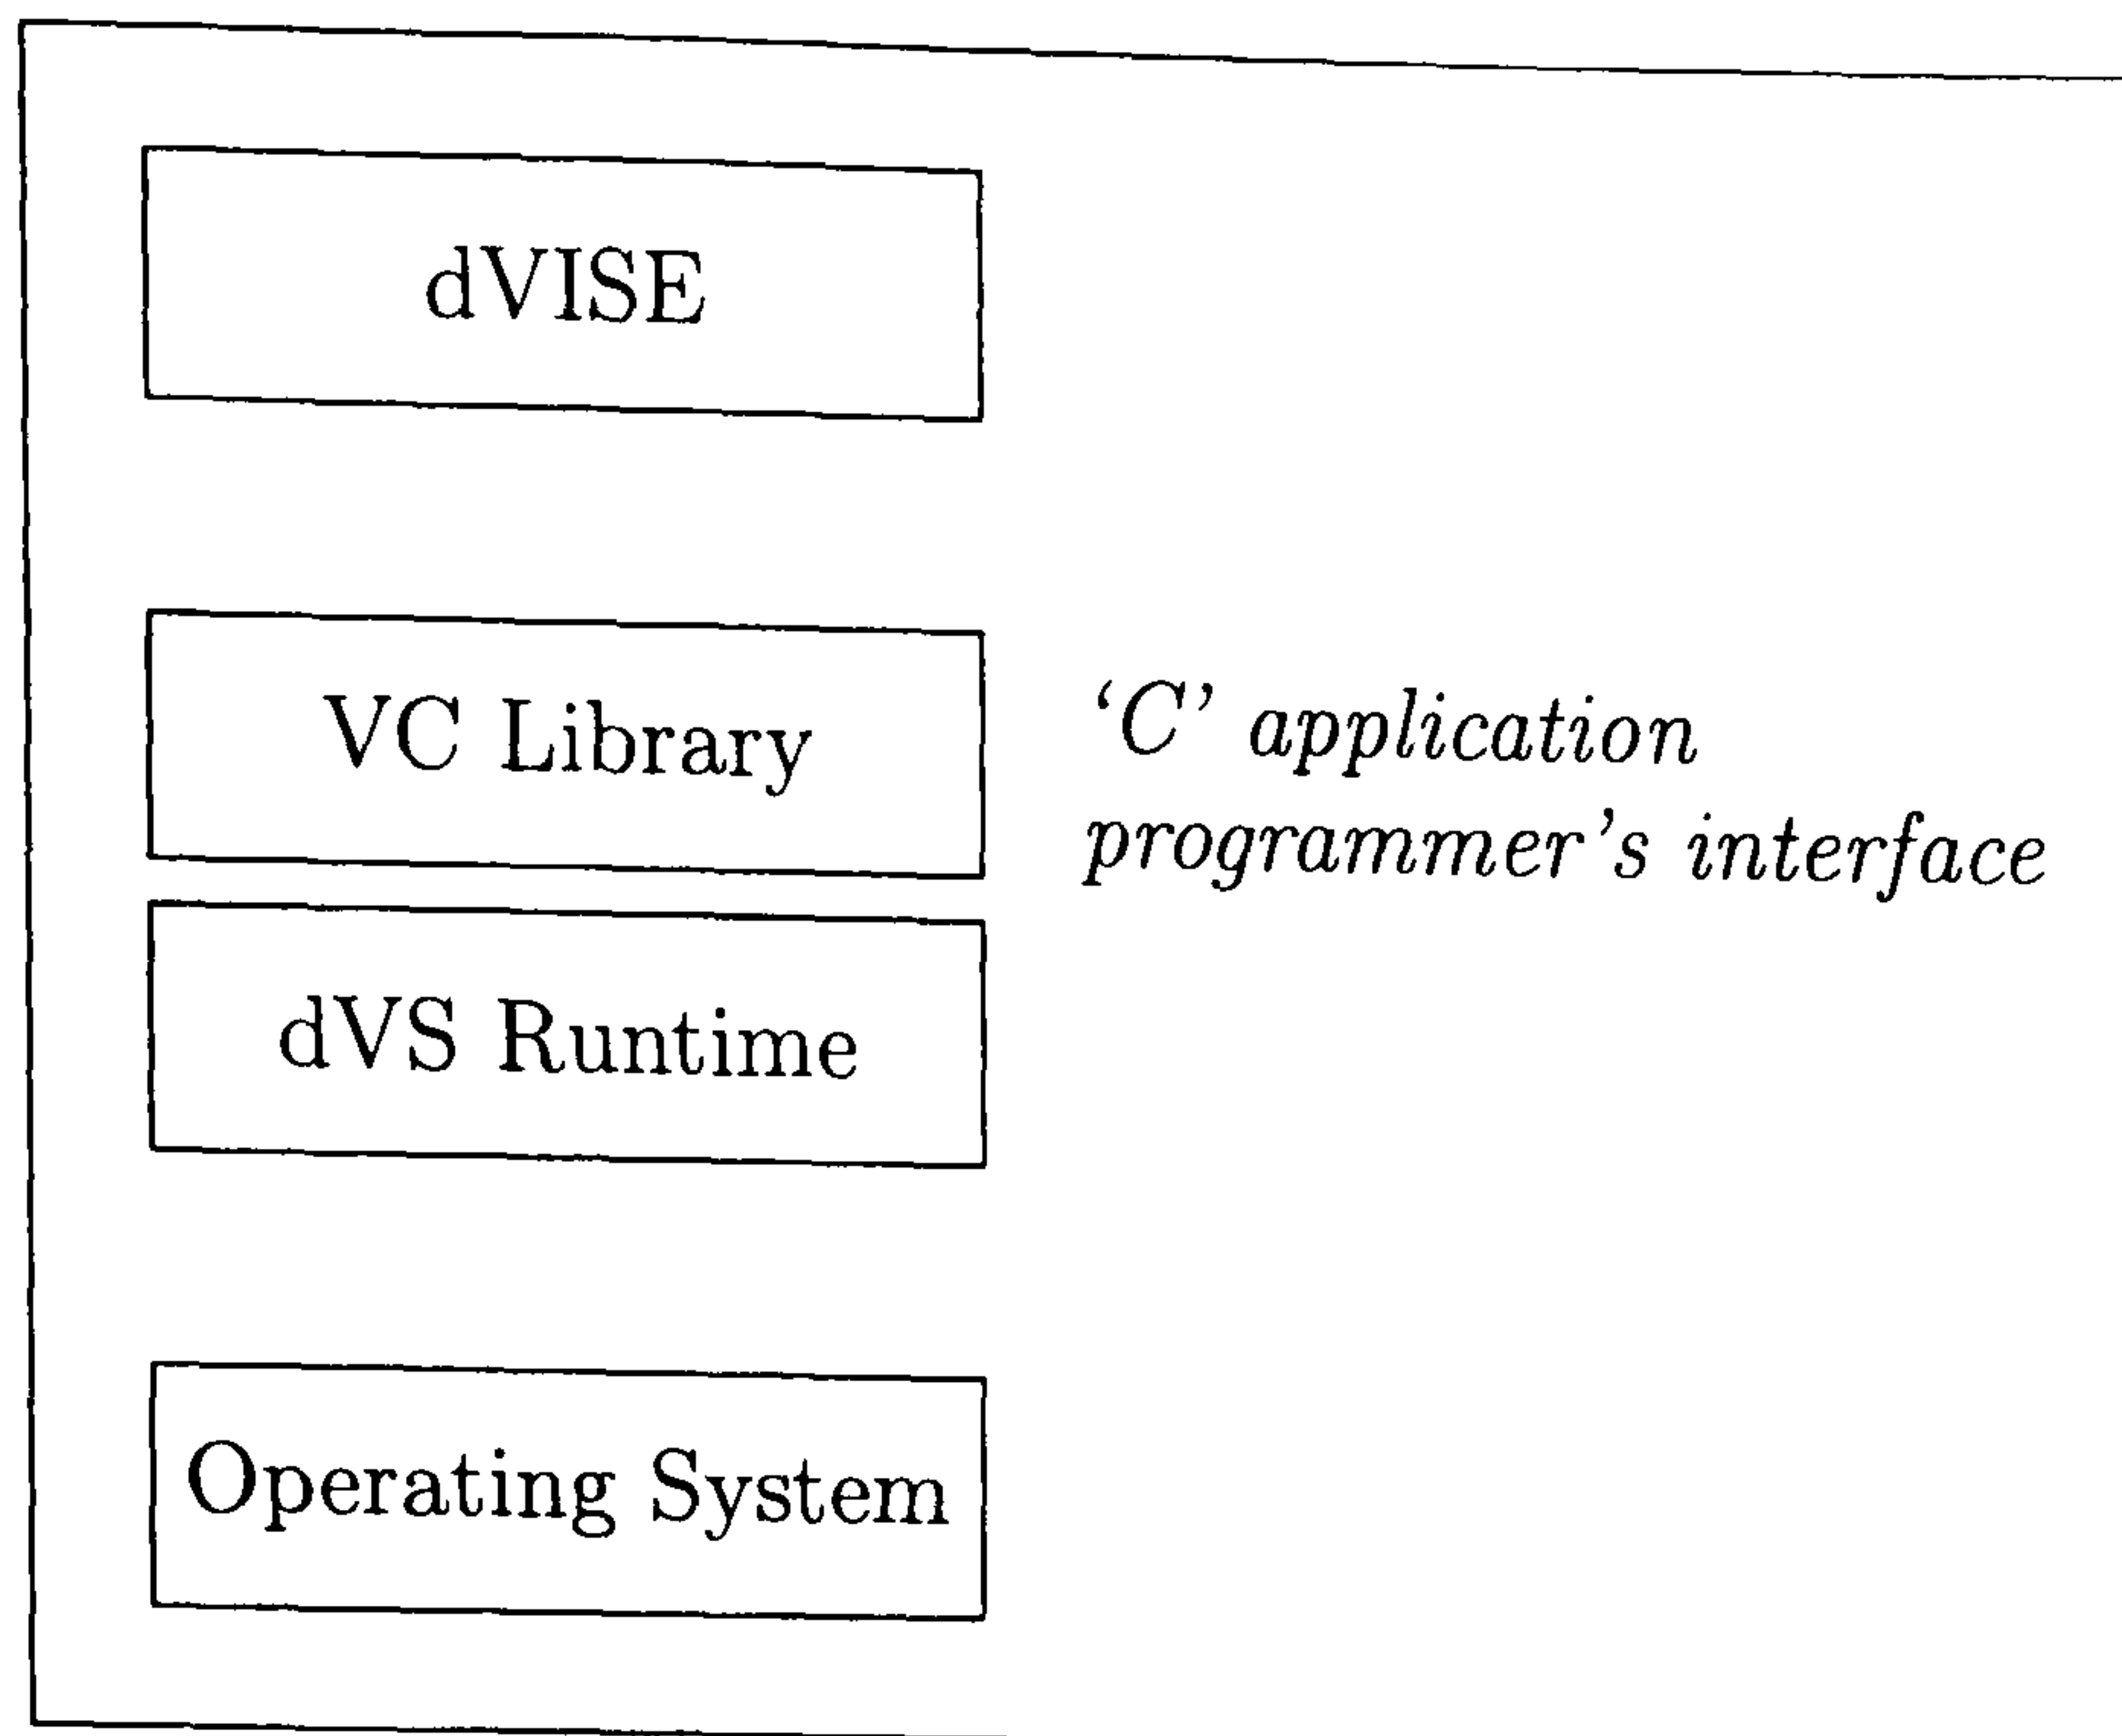 dVISE
VC Library
‘C’ application
programmer’s interface
dVS Runtime
Operating System